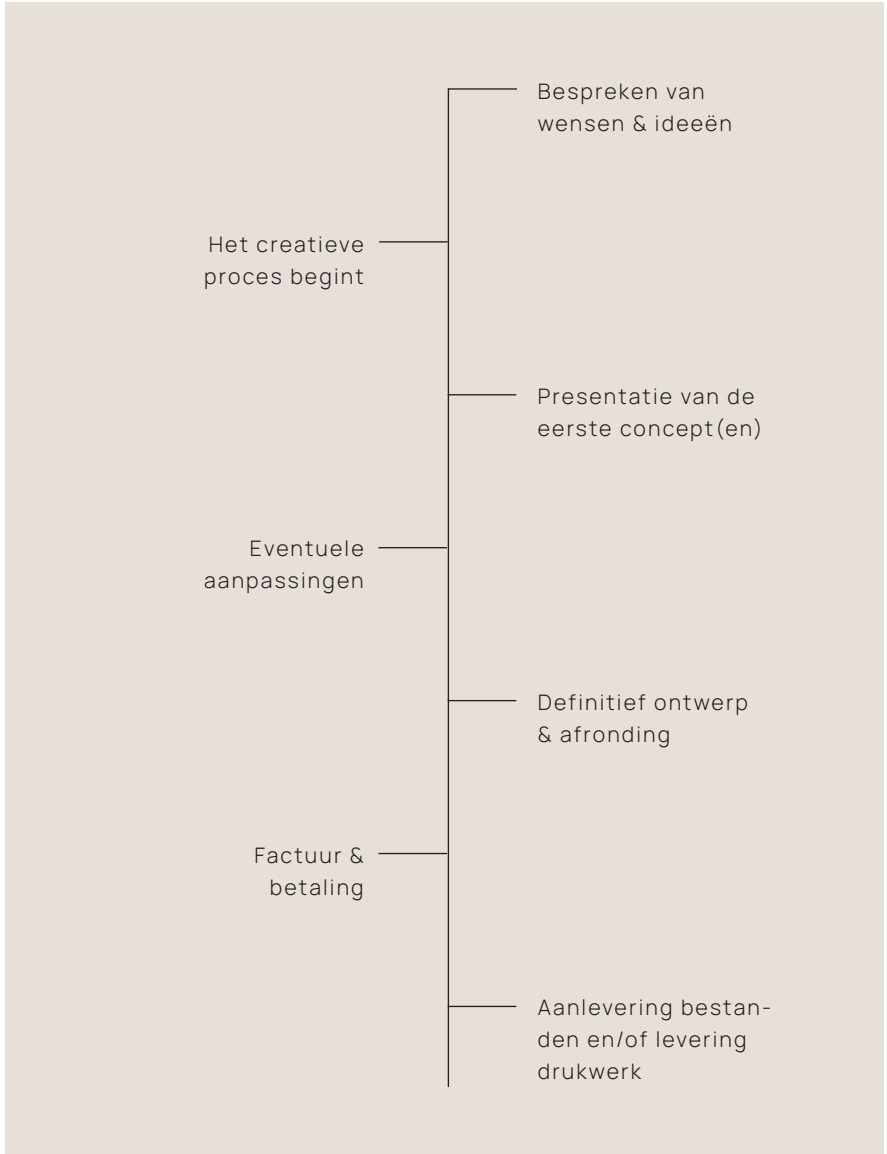 Bespreken van
wensen & ideeën
Het creatieve
proces begint
Presentatie van de
eerste concept(en)
Eventuele
aanpassingen
Definitief ontwerp
& afronding
Factuur &
betaling
Aanlevering bestan-
den en/of levering
drukwerk